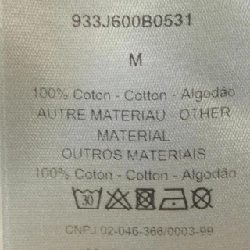 933J600B0531
M
100% Coton - Cotton - Algodão
AUTRE MATERIAU - OTHER
MATERIAL
OUTROS MATERIAIS
100% Coton - Cotton - Algodão
30
CNPJ 02-046-366/0003-99